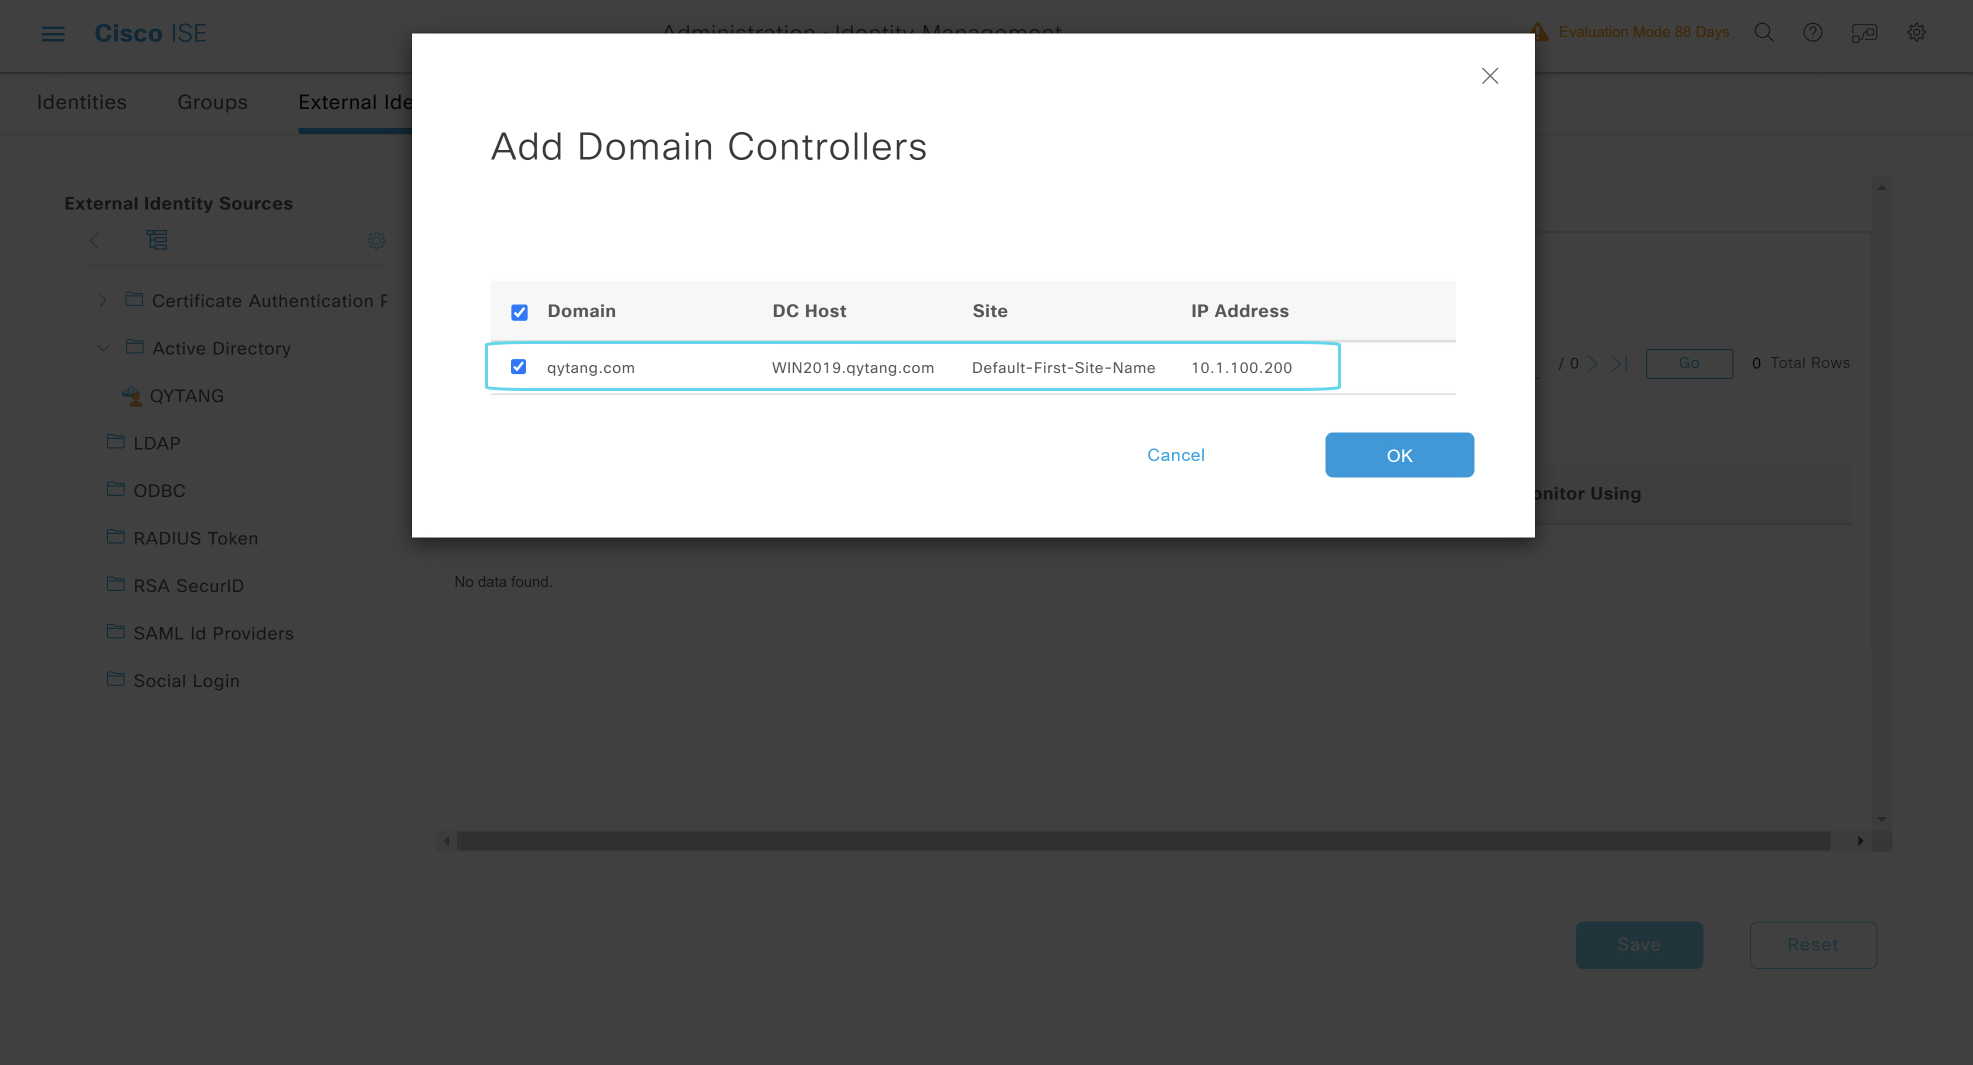 Cisco ISE
Administration · Identity Management
Evaluation Mode 88 Days
Identities
Groups
External Ide
External Identity Sources
Certificate Authentication P
Active Directory
QYTANG
LDAP
ODBC
RADIUS Token
RSA SecurID
SAML Id Providers
Social Login
Add Domain Controllers
Domain DC Host Site IP Address
qytang.com WIN2019.qytang.com Default-First-Site-Name 10.1.100.200
Cancel
OK
/ 0
Go
0 Total Rows
onitor Using
No data found.
Save
Reset